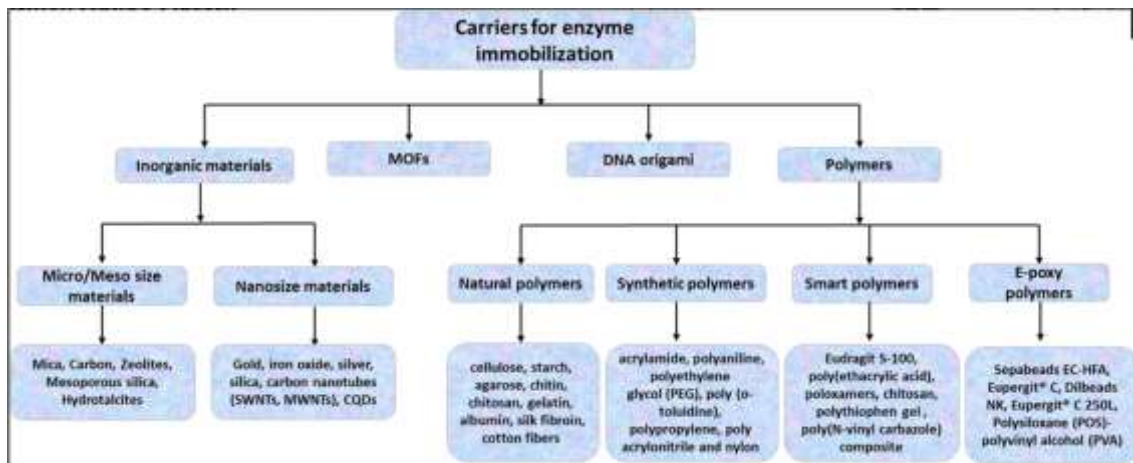 Carriers for enzyme
immobilization
Inorganic materials
MOFs
DNA origami
Polymers
Micro/Meso size
materials
Nanosize materials
Natural polymers
Synthetic polymers
Smart polymers
E-poxy
polymers
Mica, Carbon, Zeolites,
Mesoporous silica,
Hydrotalcites
Gold, iron oxide, silver,
silica, carbon nanotubes
(SWNTs, MWNTs), CQDs
cellulose, starch,
agarose, chitin,
chitosan, gelatin,
albumin, silk fibroin,
cotton fibers
acrylamide, polyaniline,
polyethylene
glycol (PEG), poly (o-
toluidine),
polypropylene, poly
acrylonitrile and nylon
Eudragit S-100,
poly(ethacrylic acid),
poloxamers, chitosan,
polythiophen gel ,
poly(N-vinyl carbazole)
composite
Sepabeads EC-HFA,
Eupergit® C, Dilbeads
NK, Eupergit® C 250L,
Polysiloxane (POS)-
polyvinyl alcohol (PVA)